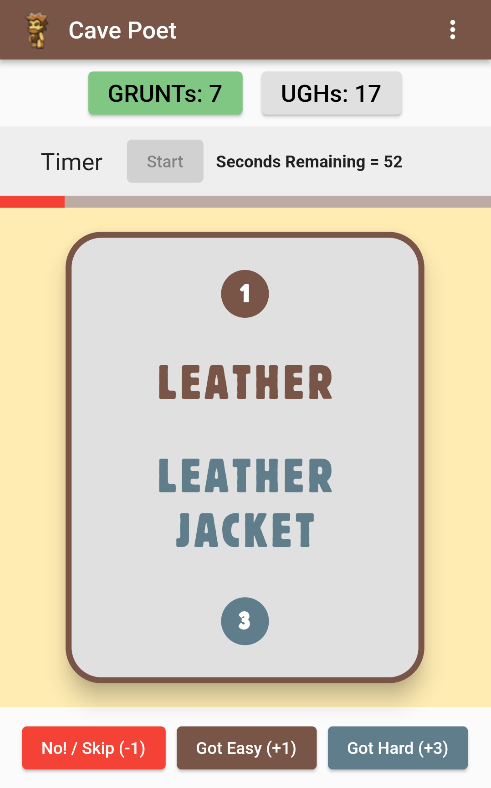 Cave Poet
GRUNTs: 7
UGHs: 17
Timer
Start
Seconds Remaining = 52
1
LEATHER
LEATHER
JACKET
3
No! / Skip (-1)
Got Easy (+1)
Got Hard (+3)